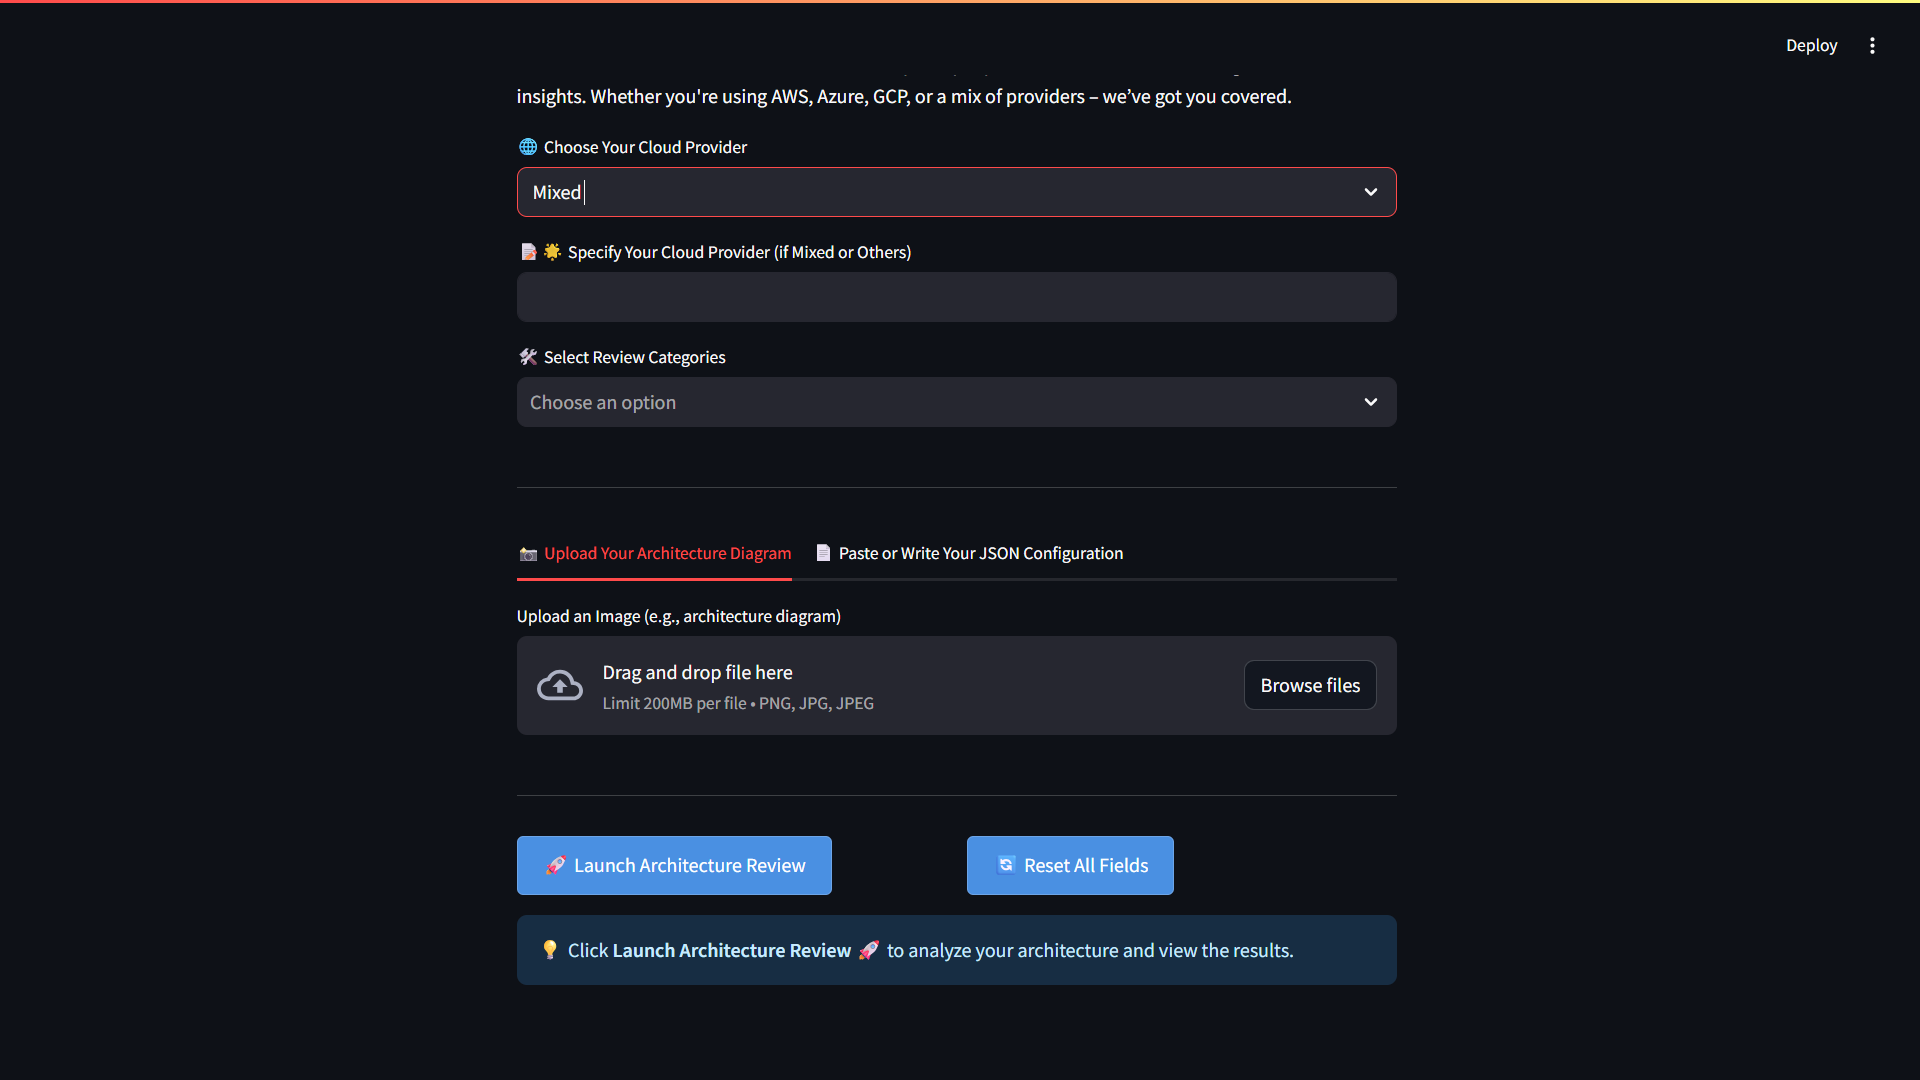 Deploy
insights. Whether you're using AWS, Azure, GCP, or a mix of providers – we’ve got you covered.
Choose Your Cloud Provider
Mixed
Specify Your Cloud Provider (if Mixed or Others)
Select Review Categories
Choose an option
Upload Your Architecture Diagram
Paste or Write Your JSON Configuration
Upload an Image (e.g., architecture diagram)
Drag and drop file here
Limit 200MB per file • PNG, JPG, JPEG
Browse files
Launch Architecture Review
Reset All Fields
Click Launch Architecture Review 🚀 to analyze your architecture and view the results.